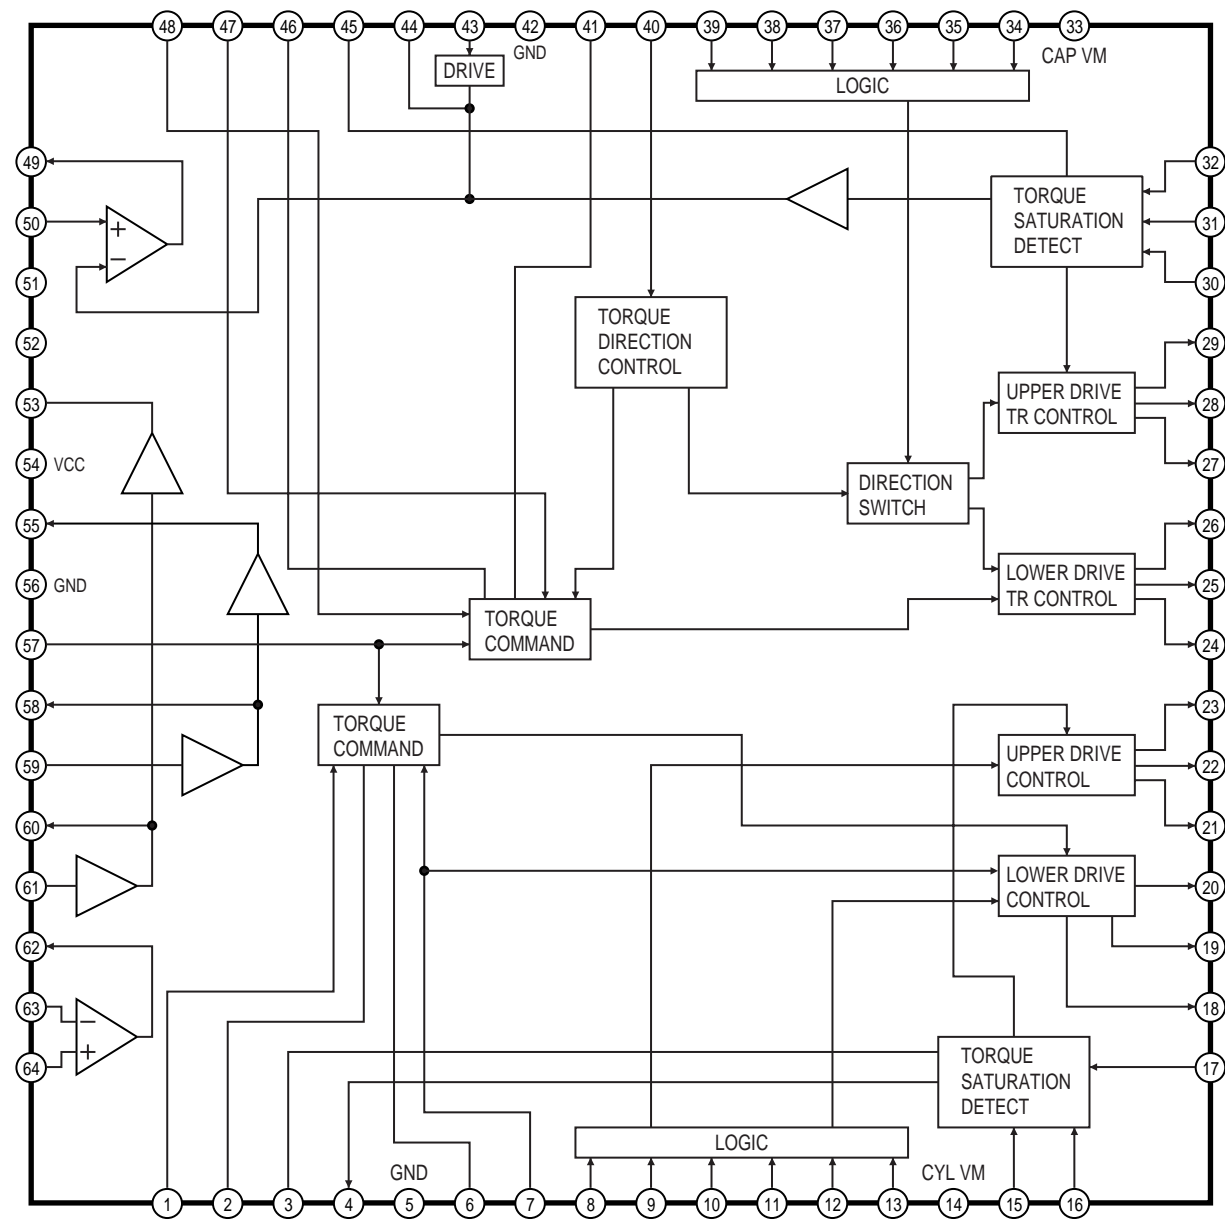 48 47 46 45 44 43 42 41 40 39 38 37 36 35 34 33
GND
CAP VM
DRIVE
LOGIC
49
32
TORQUE
SATURATION
DETECT
50
+
31
−
51
30
TORQUE
DIRECTION
CONTROL
52
29
UPPER DRIVE
TR CONTROL
53
28
54 VCC
27
DIRECTION
SWITCH
55
26
LOWER DRIVE
TR CONTROL
56 GND
25
TORQUE
COMMAND
57
24
58
23
TORQUE
COMMAND
UPPER DRIVE
CONTROL
59
22
60
21
LOWER DRIVE
CONTROL
61
20
62
19
63
−
18
+
TORQUE
SATURATION
DETECT
64
17
LOGIC
GND
CYL VM
1 2 3 4 5 6 7 8 9 10 11 12 13 14 15 16